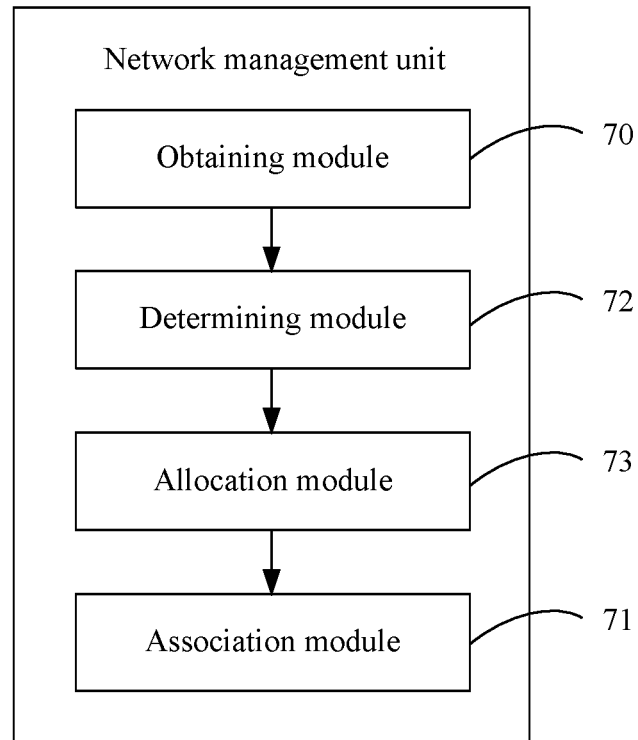 Network management unit
Obtaining module
70
Determining module
72
Allocation module
73
Association module
71